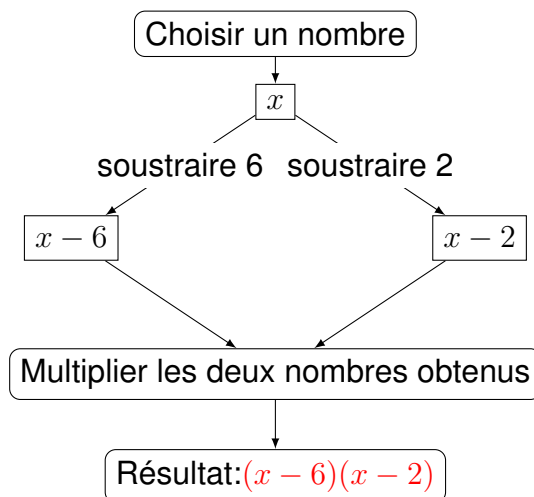 Choisir un nombre
x
soustraire 6 soustraire 2
x − 6 x − 2
Multiplier les deux nombres obtenus
Résultat:(x − 6)(x − 2)